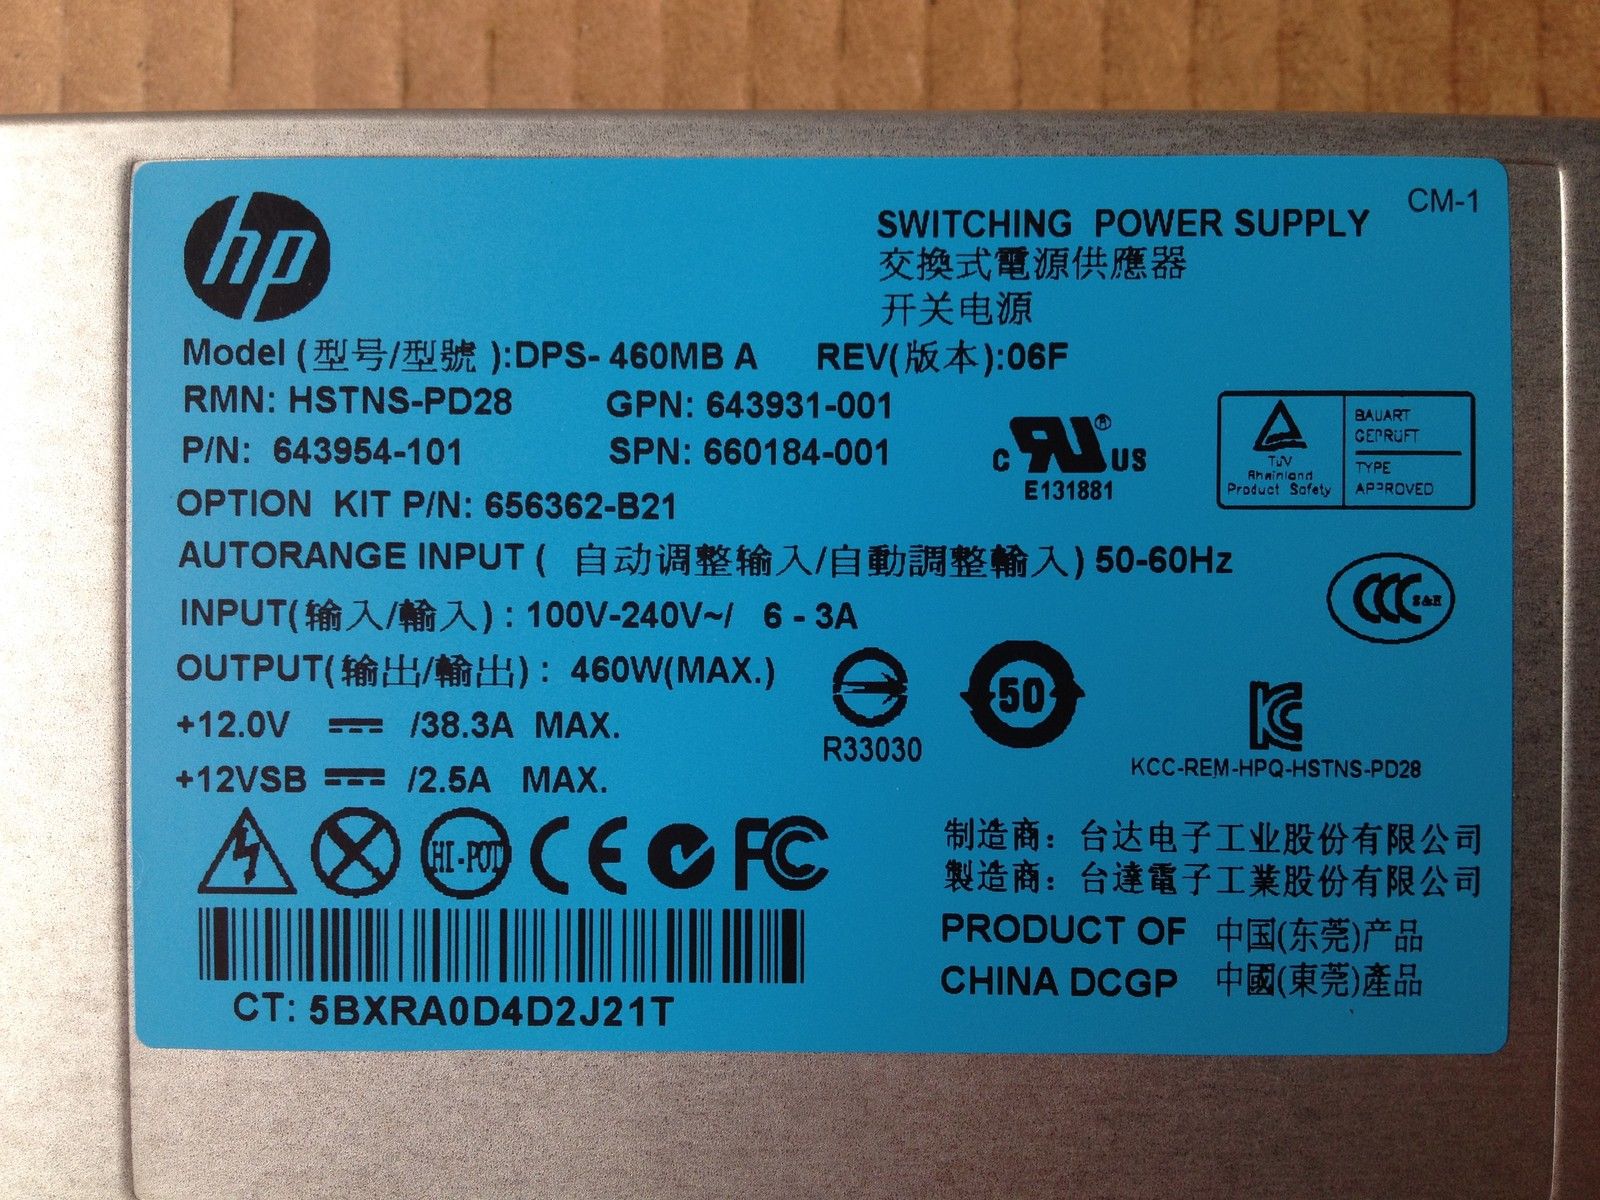 hp
CM-1
SWITCHING POWER SUPPLY
交換式電源供應器
开关电源
Model (型号/型號 ):DPS- 460MB A REV(版本):06F
RMN: HSTNS-PD28 GPN: 643931-001
P/N: 643954-101 SPN: 660184-001
C RU ® US
E131881
TüV
Rheinland
Product Safety
BAUART
GEPRüFT
TYPE
APPROVED
OPTION KIT P/N: 656362-B21
AUTORANGE INPUT ( 自动调整输入/自動調整輸入) 50-60Hz
INPUT(输入/輸入) : 100V-240V~/ 6 - 3A
CCC S&E
OUTPUT(输出/輸出) : 460W(MAX.)
+12.0V ⎓ /38.3A MAX.
R33030
50
KC
KCC-REM-HPQ-HSTNS-PD28
+12VSB ⎓ /2.5A MAX.
HI-POT CE FC
制造商：台达电子工业股份有限公司
製造商：台達電子工業股份有限公司
PRODUCT OF 中国(东莞)产品
CHINA DCGP 中國(東莞)產品
CT: 5BXRA0D4D2J21T